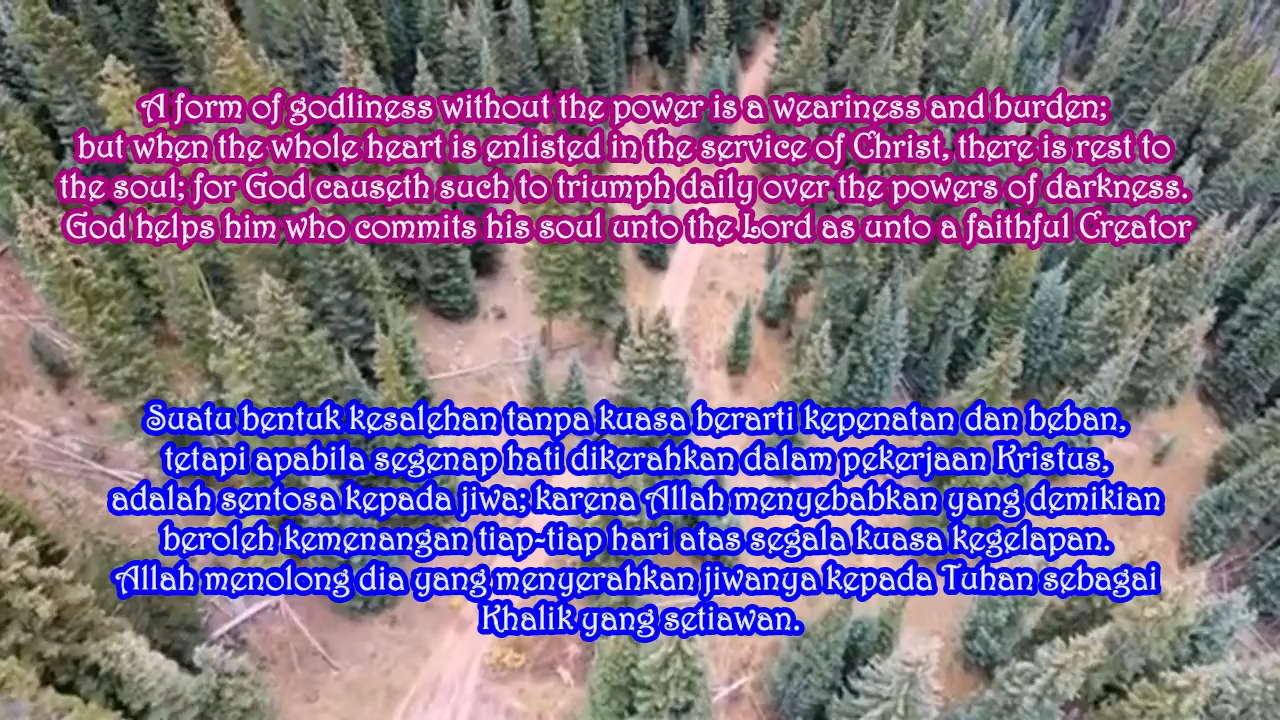 A form of godliness without the power is a weariness and burden;
but when the whole heart is enlisted in the service of Christ, there is rest to
the soul; for God causeth such to triumph daily over the powers of darkness.
God helps him who commits his soul unto the Lord as unto a faithful Creator
Suatu bentuk kesalehan tanpa kuasa berarti kepenatan dan beban,
tetapi apabila segenap hati dikerahkan dalam pekerjaan Kristus,
adalah sentosa kepada jiwa; karena Allah menyebabkan yang demikian
beroleh kemenangan tiap-tiap hari atas segala kuasa kegelapan.
Allah menolong dia yang menyerahkan jiwanya kepada Tuhan sebagai
Khalik yang setiawan.